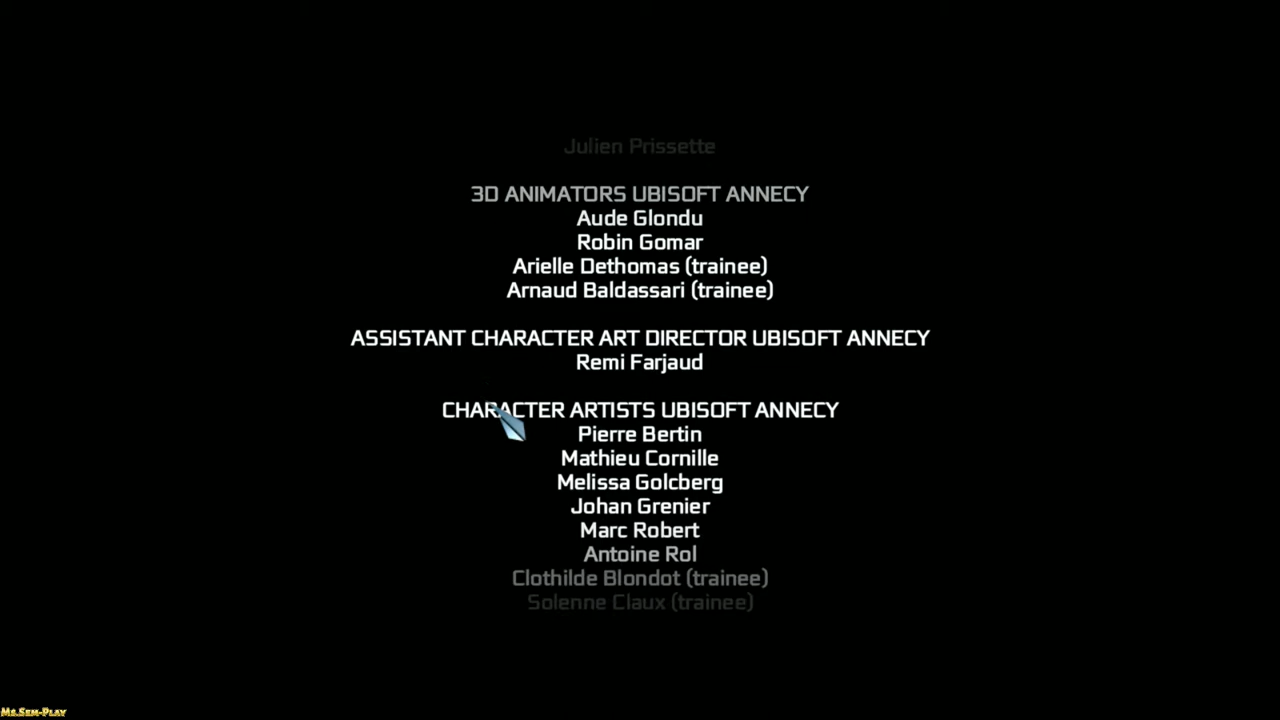 Julien Prissette
3D ANIMATORS UBISOFT ANNECY
Aude Glondu
Robin Gomar
Arielle Dethomas (trainee)
Arnaud Baldassari (trainee)
ASSISTANT CHARACTER ART DIRECTOR UBISOFT ANNECY
Remi Farjaud
CHARACTER ARTISTS UBISOFT ANNECY
Pierre Bertin
Mathieu Cornille
Melissa Golcberg
Johan Grenier
Marc Robert
Antoine Rol
Clothilde Blondot (trainee)
Solenne Claux (trainee)
Ms.Sem-Play